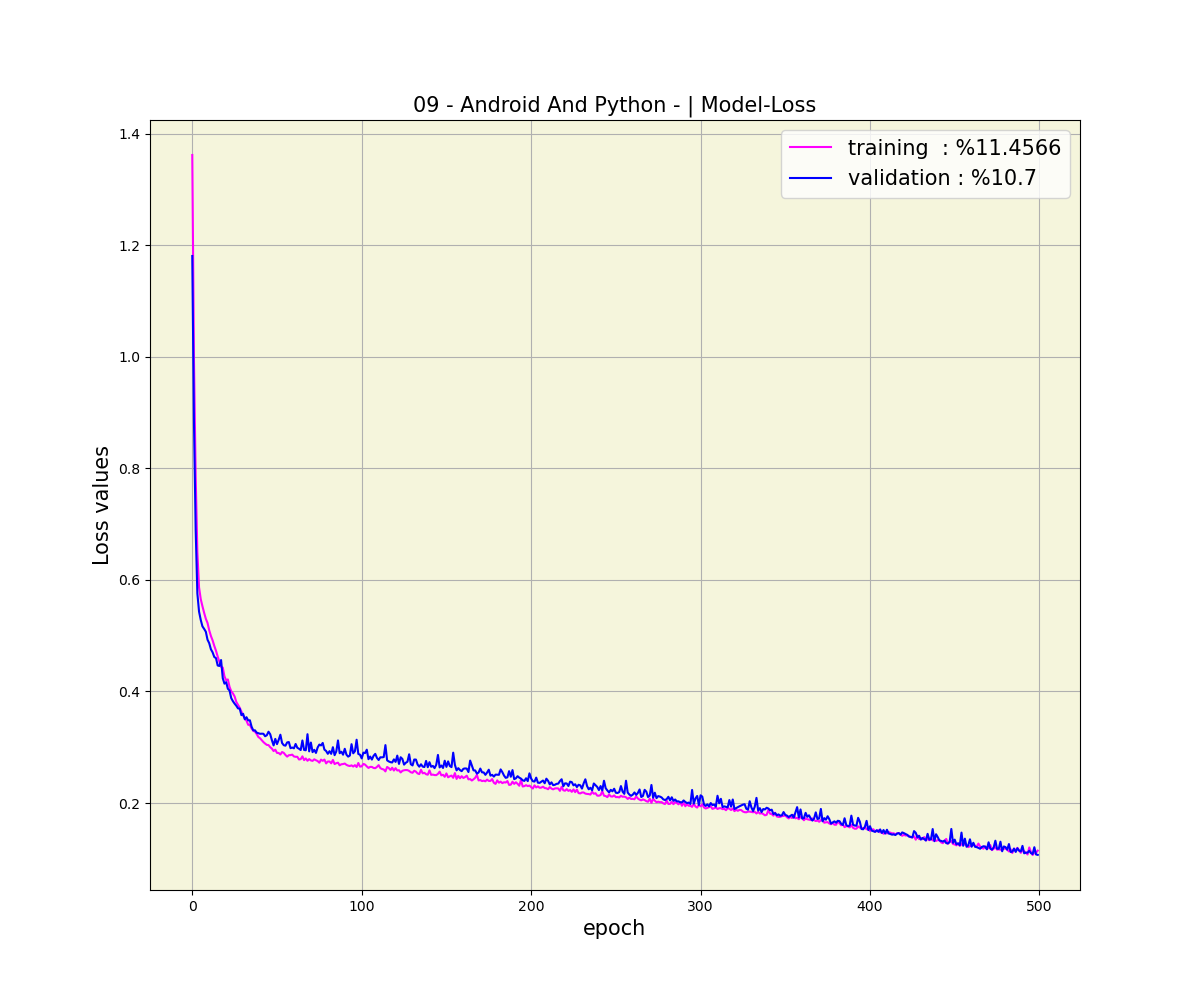 09 - Android And Python - | Model-Loss
training  : %11.4566
validation : %10.7
Loss values
1.4
1.2
1.0
0.8
0.6
0.4
0.2
0 100 200 300 400 500
epoch